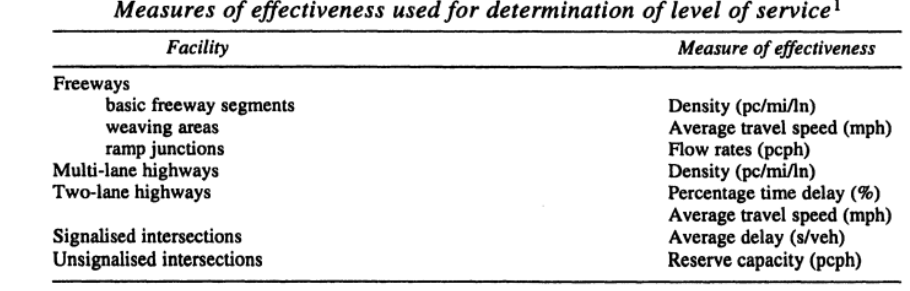 Measures of effectiveness used for determination of level of service¹
Facility Measure of effectiveness
Freeways
basic freeway segments Density (pc/mi/ln)
weaving areas Average travel speed (mph)
ramp junctions Flow rates (pcph)
Multi-lane highways Density (pc/mi/ln)
Two-lane highways Percentage time delay (%)
Average travel speed (mph)
Signalised intersections Average delay (s/veh)
Unsignalised intersections Reserve capacity (pcph)